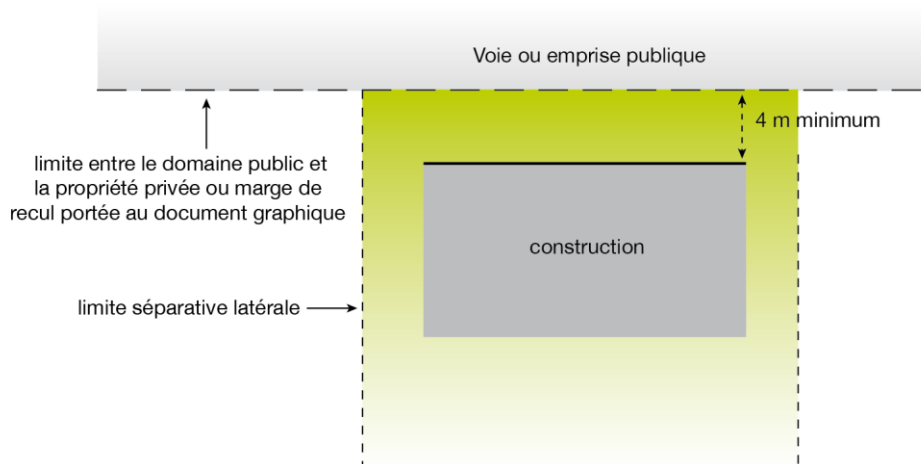 Voie ou emprise publique
4 m minimum
limite entre le domaine public et
la propriété privée ou marge de
recul portée au document graphique
construction
limite séparative latérale